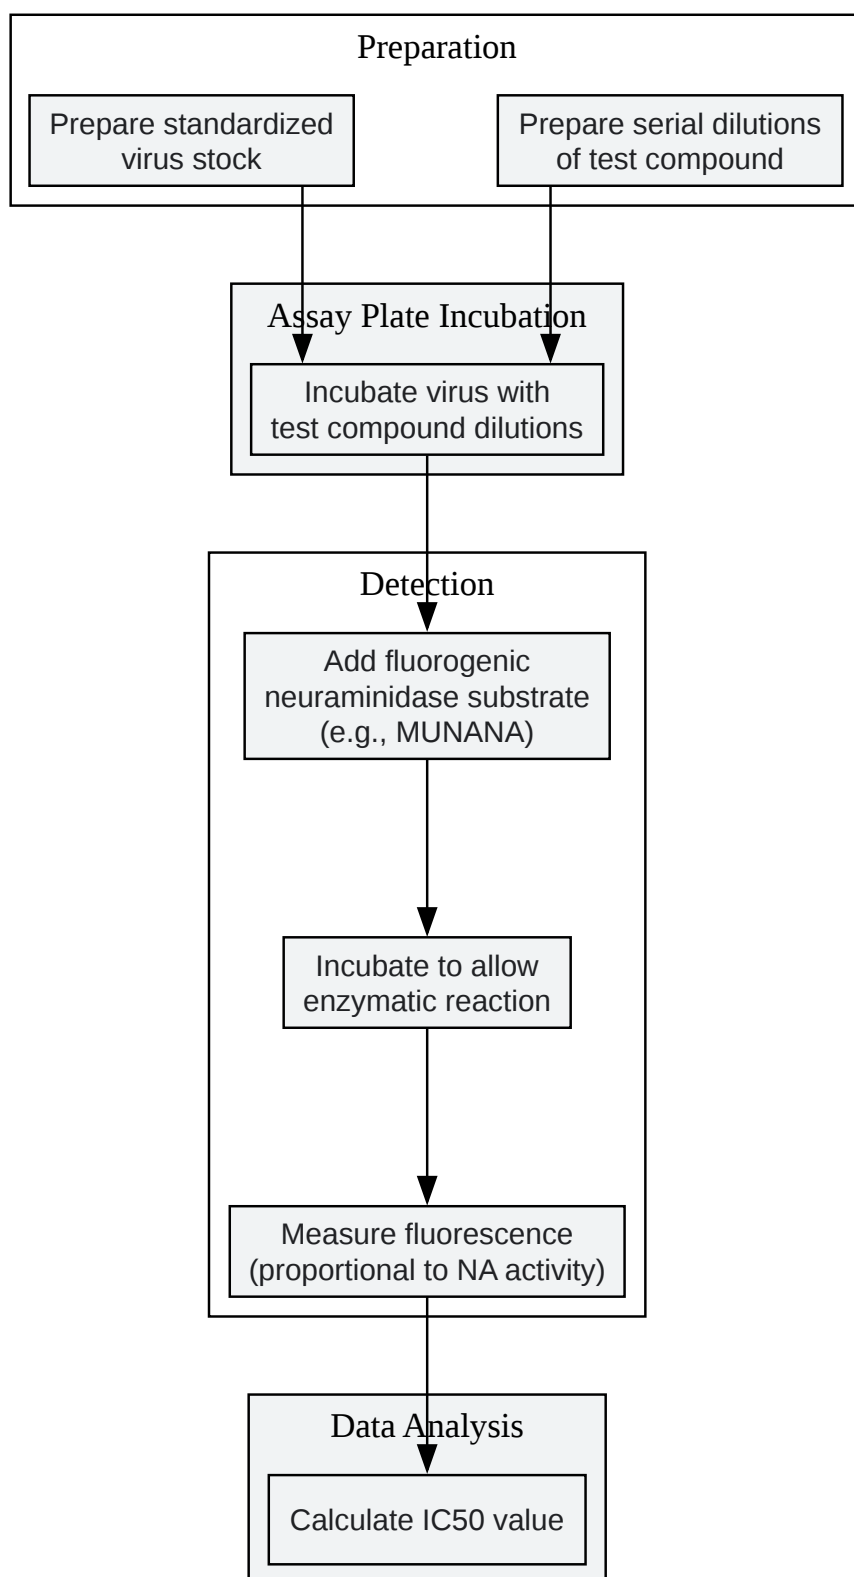 Preparation
Prepare standardized
virus stock
Prepare serial dilutions
of test compound
Assay Plate Incubation
Incubate virus with
test compound dilutions
Detection
Add fluorogenic
neuraminidase substrate
(e.g., MUNANA)
Incubate to allow
enzymatic reaction
Measure fluorescence
(proportional to NA activity)
Data Analysis
Calculate IC50 value